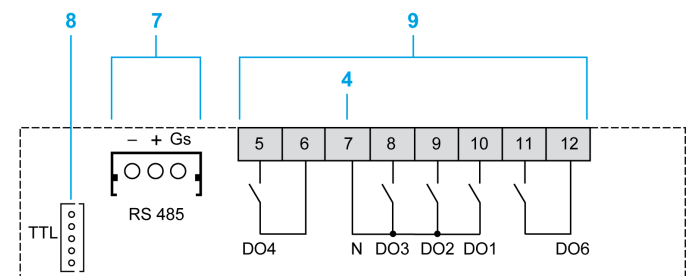 8 7 9
4
– + Gs
5 6 7 8 9 10 11 12
RS 485
TTL
DO4 N DO3 DO2 DO1 DO6